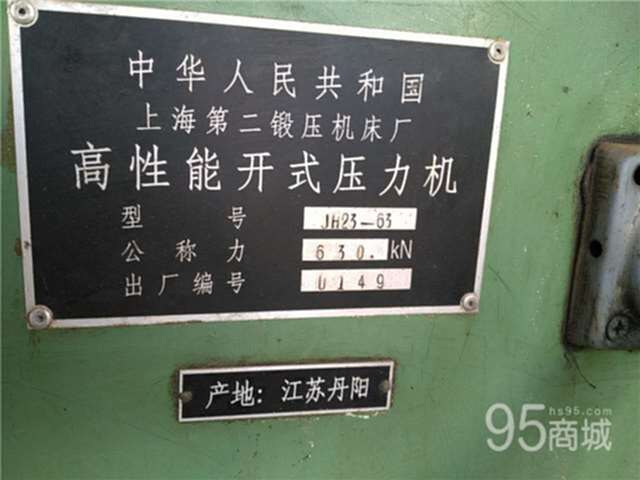 中华人民共和国
上海第二锻压机床厂
高性能开式压力机
型号 JH23-63
公称力 630. kN
出厂编号 0149
产地：江苏丹阳
95商城
hs95.com